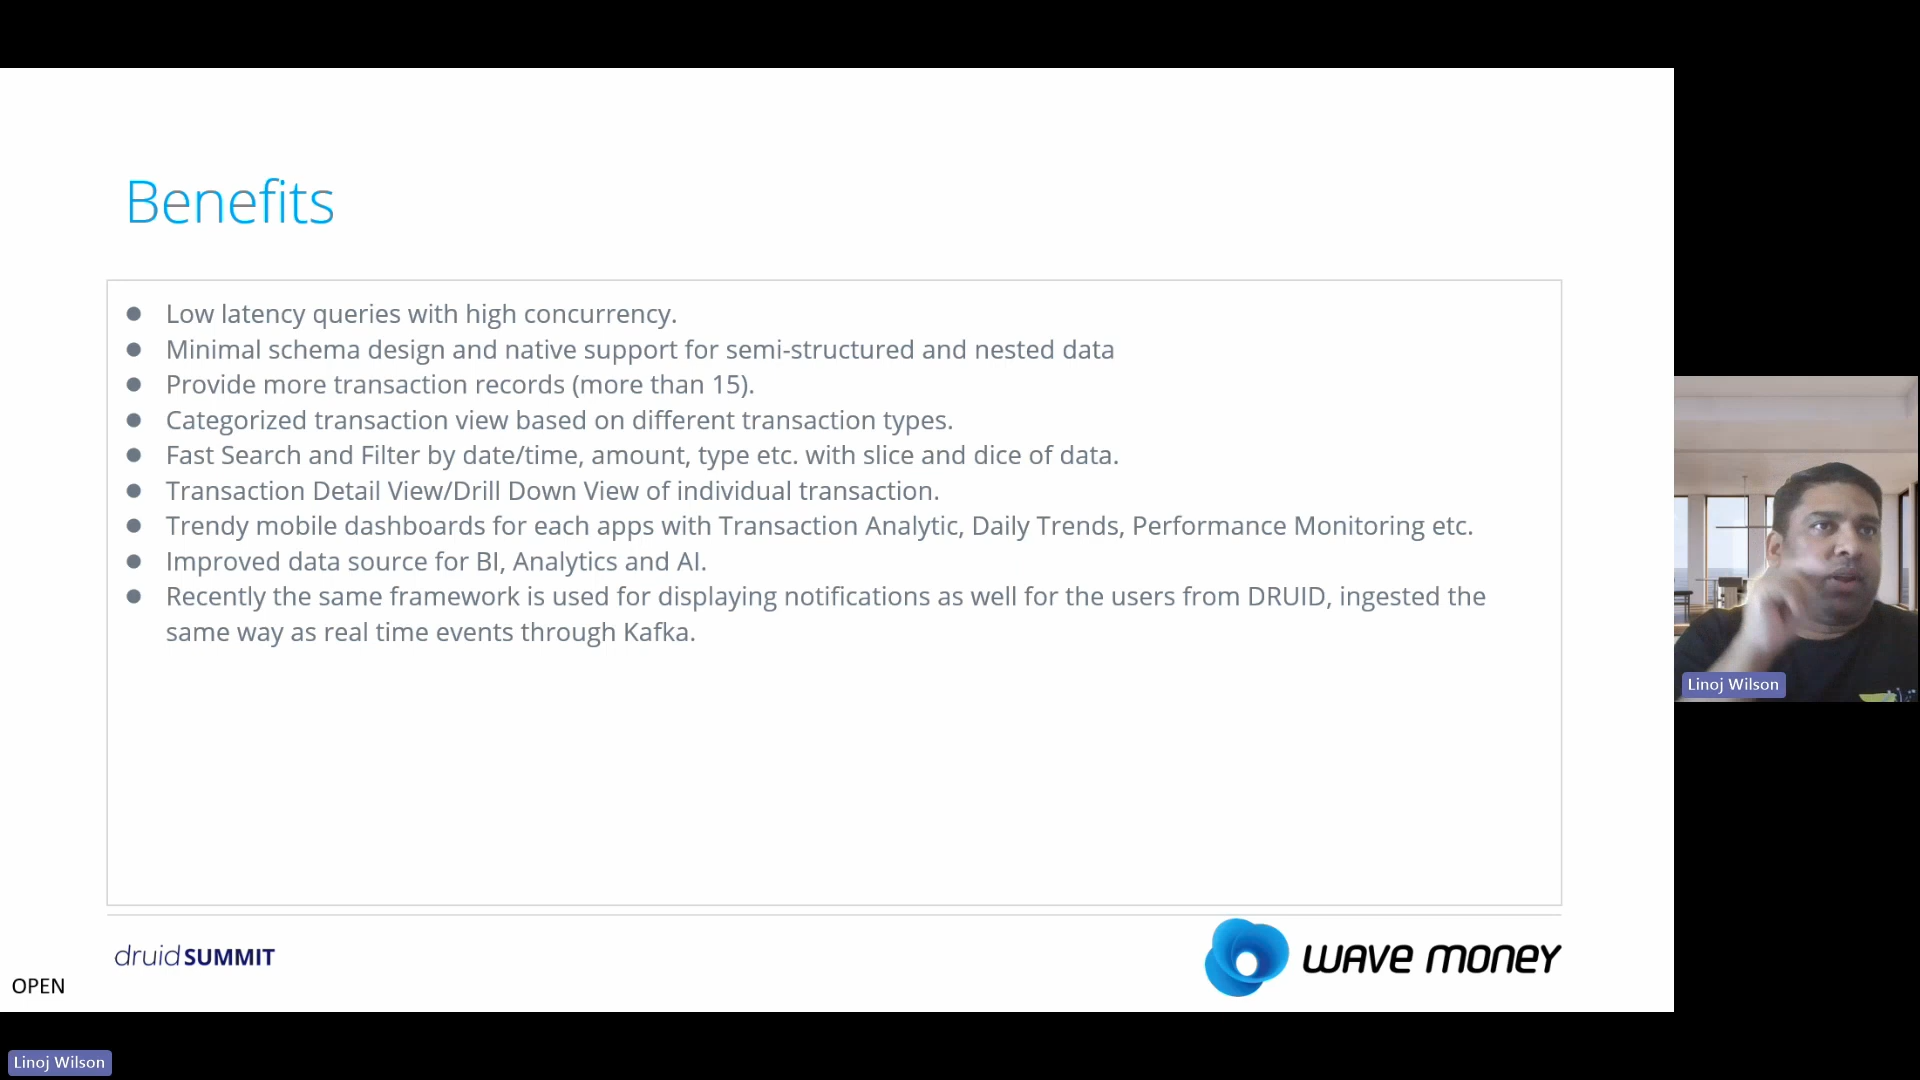 Benefits
● Low latency queries with high concurrency.
● Minimal schema design and native support for semi-structured and nested data
● Provide more transaction records (more than 15).
● Categorized transaction view based on different transaction types.
● Fast Search and Filter by date/time, amount, type etc. with slice and dice of data.
● Transaction Detail View/Drill Down View of individual transaction.
● Trendy mobile dashboards for each apps with Transaction Analytic, Daily Trends, Performance Monitoring etc.
● Improved data source for BI, Analytics and AI.
● Recently the same framework is used for displaying notifications as well for the users from DRUID, ingested the
same way as real time events through Kafka.
Linoj Wilson
druid SUMMIT
WAVE MONEY
OPEN
Linoj Wilson